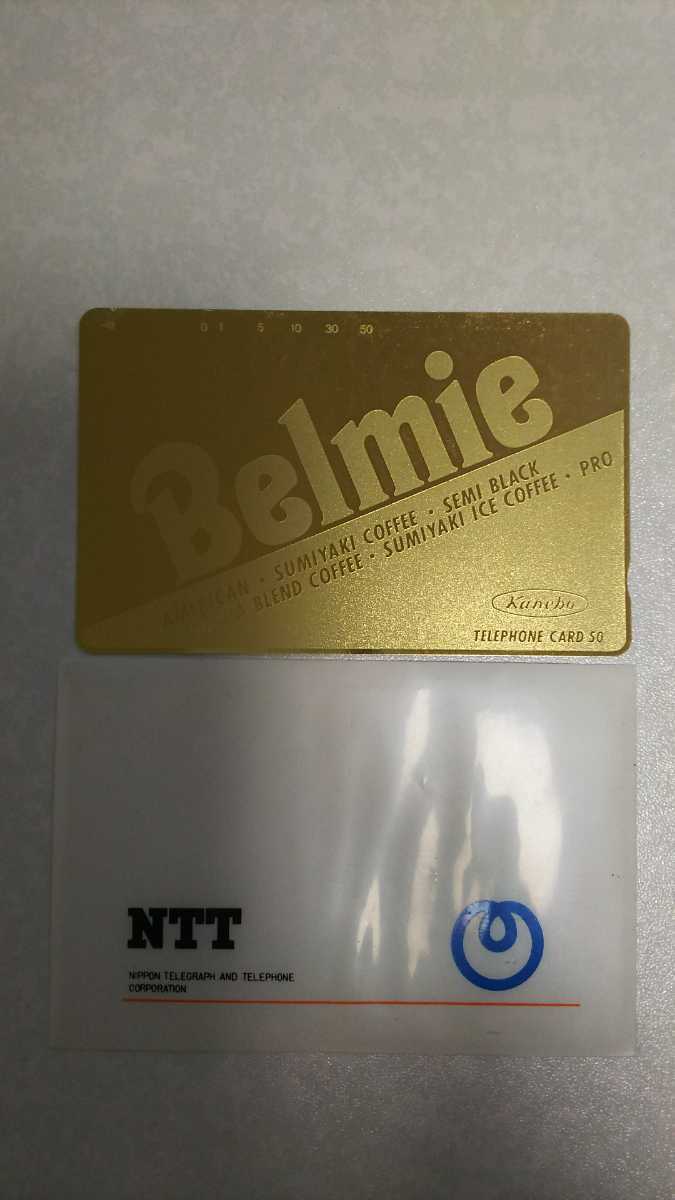 0 1 5 10 30 50
Belmie
AMERICAN · SUMIYAKI COFFEE · SEMI BLACK
BLEND COFFEE · SUMIYAKI ICE COFFEE · PRO
Kanebo
TELEPHONE CARD 50
NTT
NIPPON TELEGRAPH AND TELEPHONE
CORPORATION